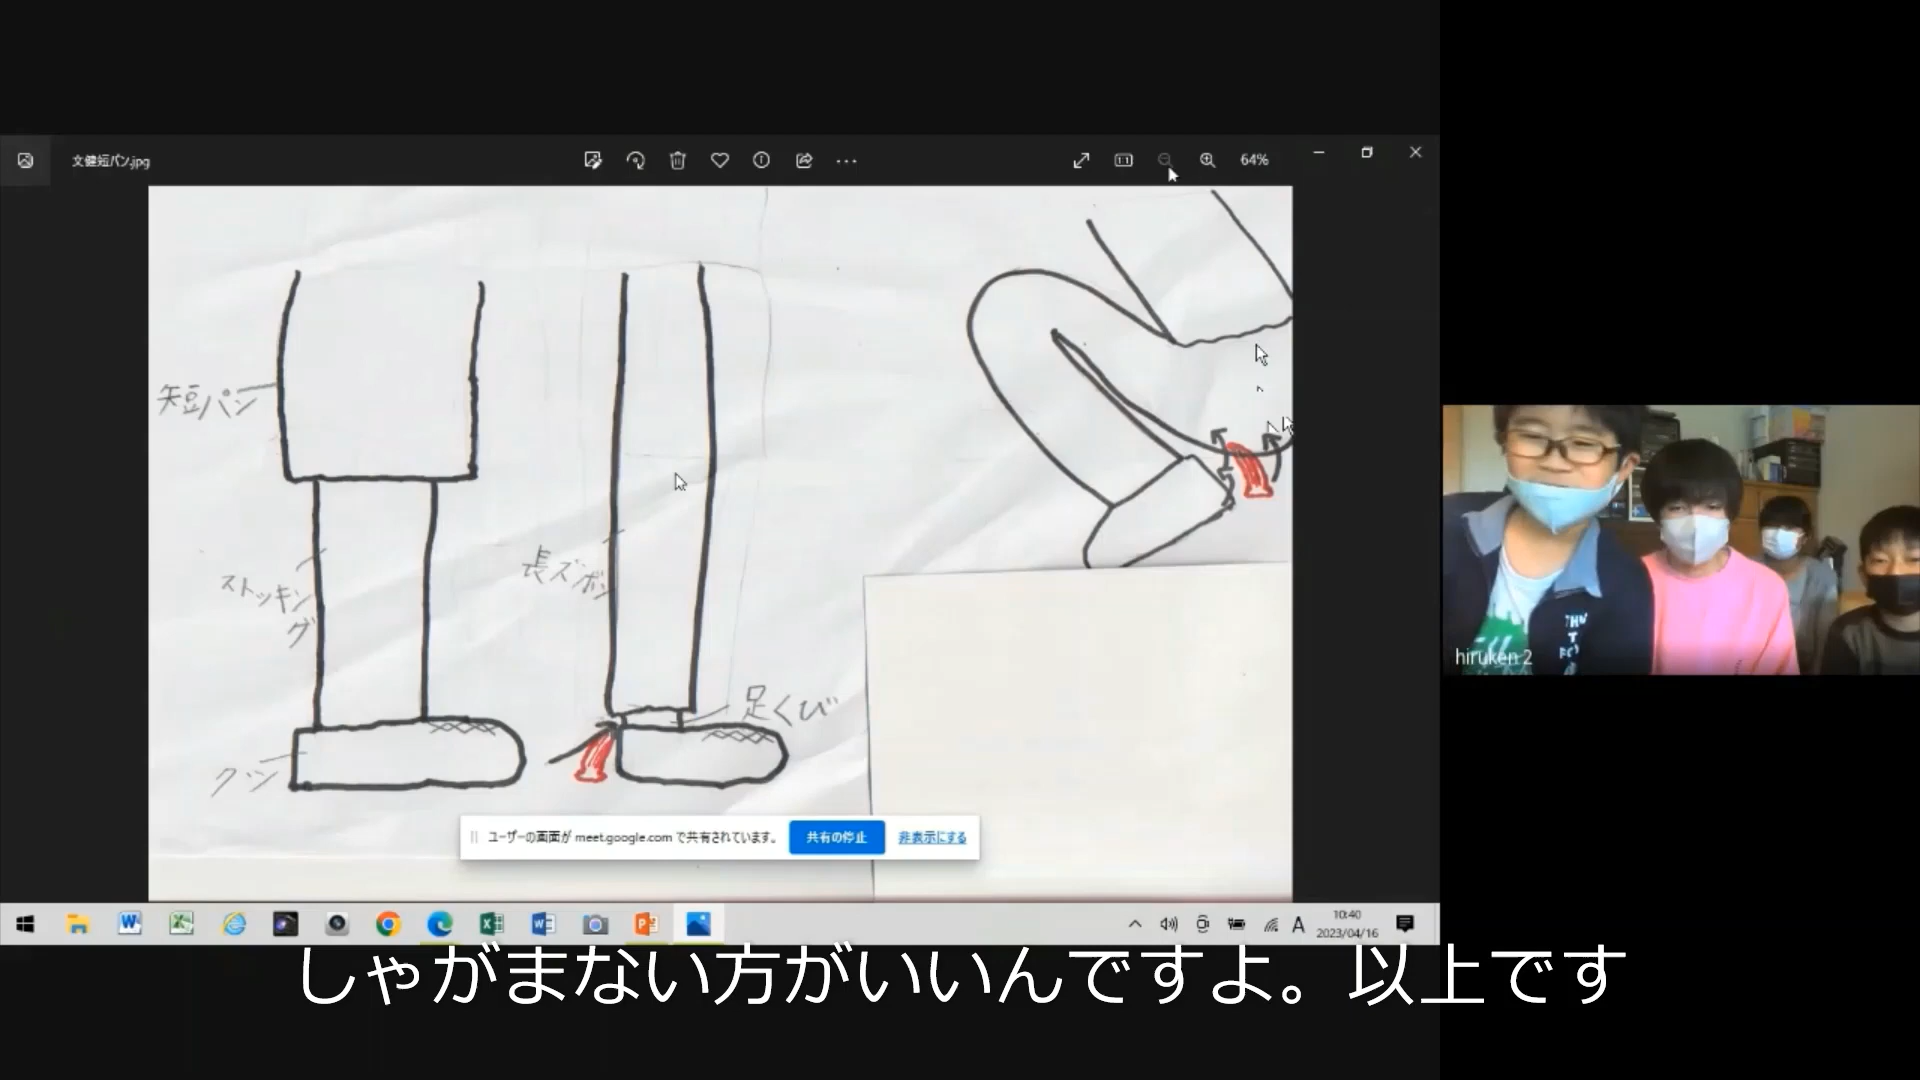 文健短パン.jpg
64%
短パン
ストッキン
グ
クツ
長ズボン
足くび
ユーザーの画面が meet.google.com で共有されています。
共有の停止
非表示にする
hiruken 2
A
10:40
2023/04/16
しゃがまない方がいいんですよ。以上です